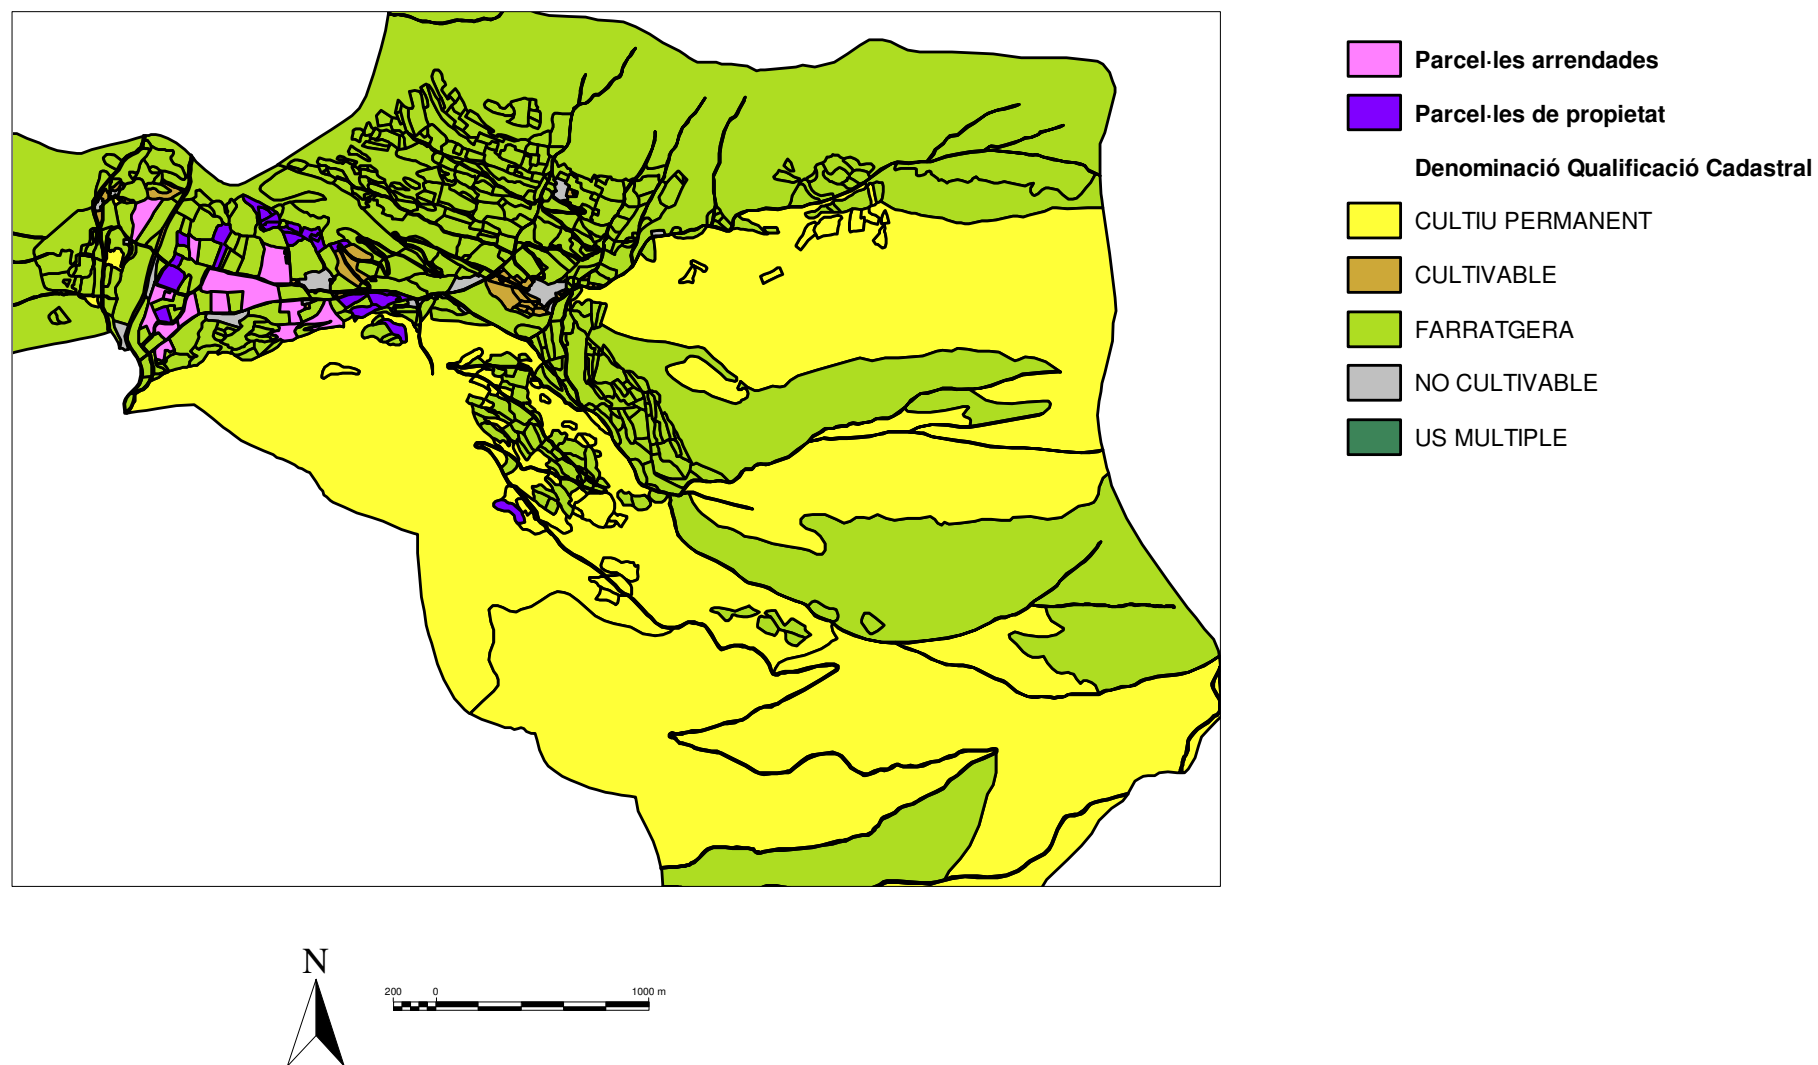 Parcel·les arrendades
Parcel·les de propietat
Denominació Qualificació Cadastral
CULTIU PERMANENT
CULTIVABLE
FARRATGERA
NO CULTIVABLE
US MULTIPLE
N
200 0 1000 m